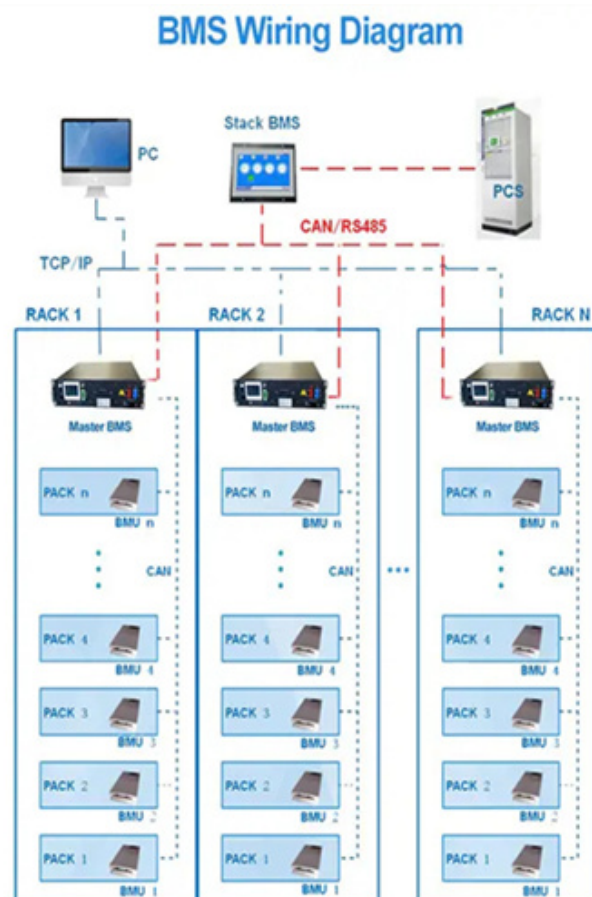 BMS Wiring Diagram
PC
Stack BMS
PCS
CAN/RS485
TCP/IP
RACK 1
RACK 2
RACK N
Master BMS
Master BMS
Master BMS
PACK n
BMU n
PACK n
BMU n
PACK n
BMU n
CAN
CAN
CAN
PACK 4
BMU 4
PACK 4
BMU 4
PACK 4
BMU 4
PACK 3
BMU 3
PACK 3
BMU 3
PACK 3
BMU 3
PACK 2
BMU 2
PACK 2
BMU 2
PACK 2
BMU 2
PACK 1
BMU 1
PACK 1
BMU 1
PACK 1
BMU 1